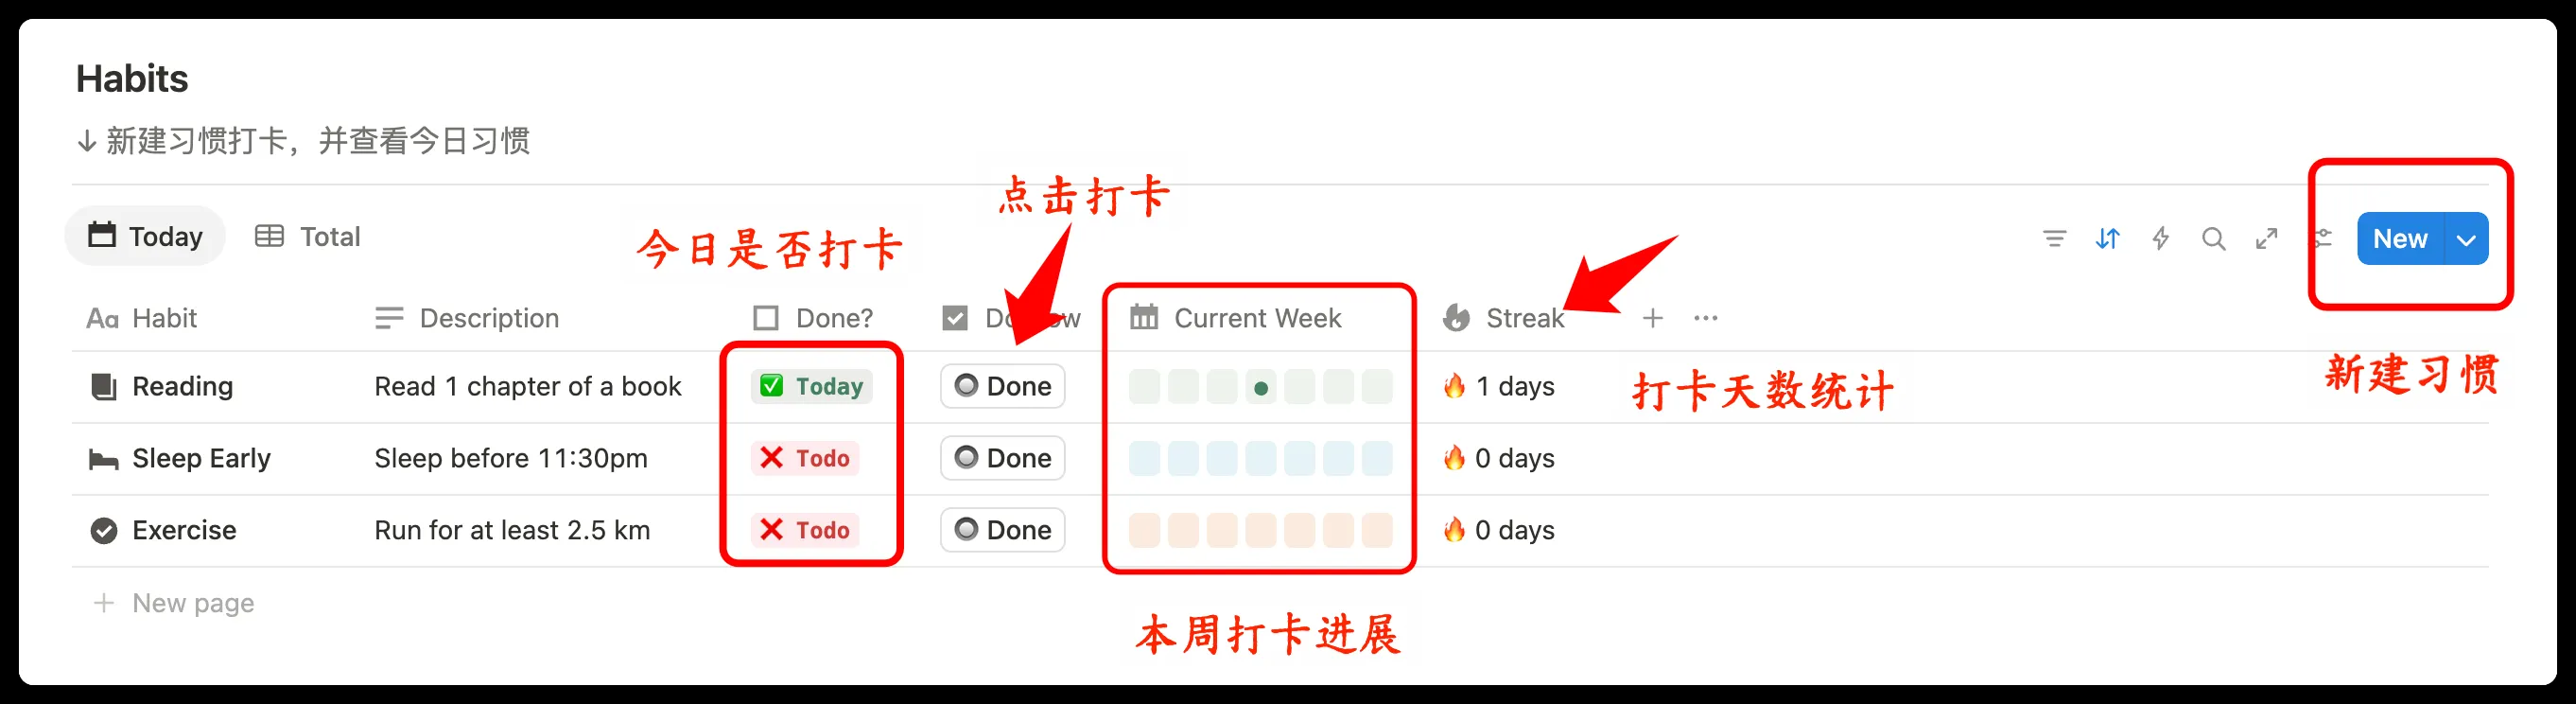 Habits
↓ 新建习惯打卡，并查看今日习惯
点击打卡
Today Total 今日是否打卡 New
Aa Habit Description Done? Current Week Streak + ...
Reading Read 1 chapter of a book ✅ Today Done 🔥 1 days 打卡天数统计 新建习惯
Sleep Early Sleep before 11:30pm ❌ Todo Done 🔥 0 days
Exercise Run for at least 2.5 km ❌ Todo Done 🔥 0 days
+ New page
本周打卡进展